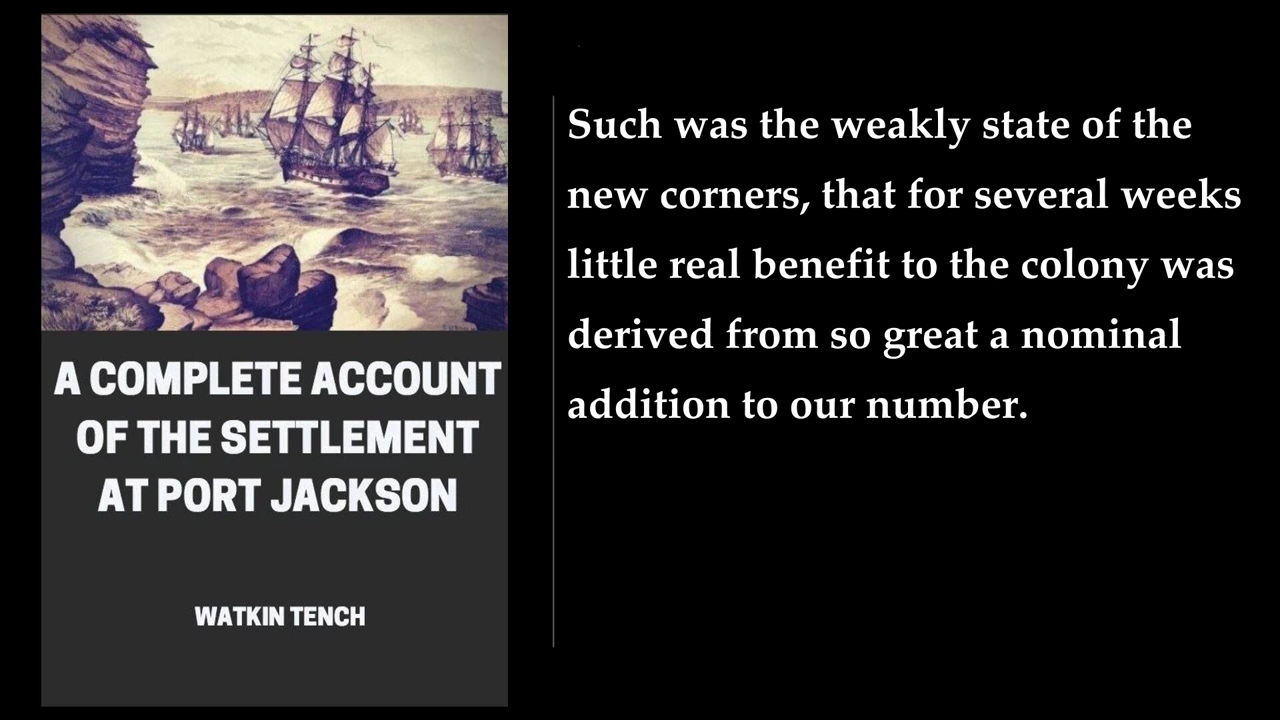 A COMPLETE ACCOUNT
OF THE SETTLEMENT
AT PORT JACKSON
WATKIN TENCH
Such was the weakly state of the
new corners, that for several weeks
little real benefit to the colony was
derived from so great a nominal
addition to our number.